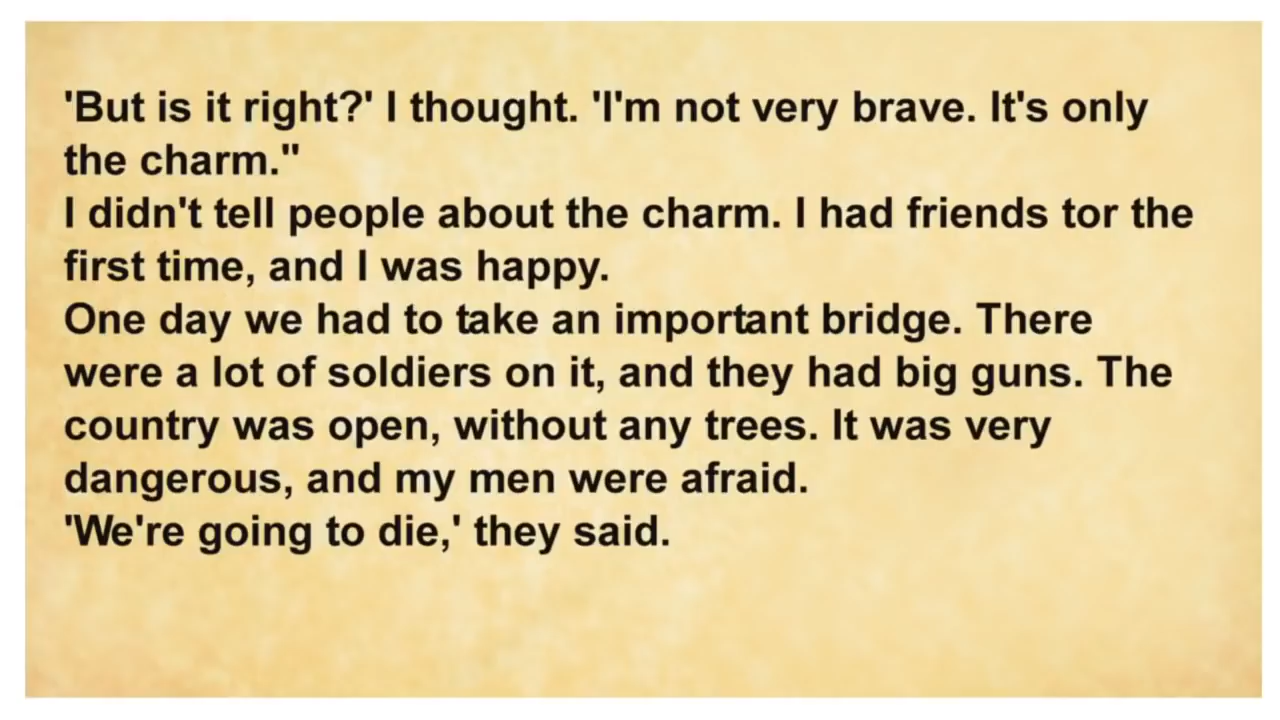 'But is it right?' I thought. 'I'm not very brave. It's only
the charm."
I didn't tell people about the charm. I had friends tor the
first time, and I was happy.
One day we had to take an important bridge. There
were a lot of soldiers on it, and they had big guns. The
country was open, without any trees. It was very
dangerous, and my men were afraid.
'We're going to die,' they said.